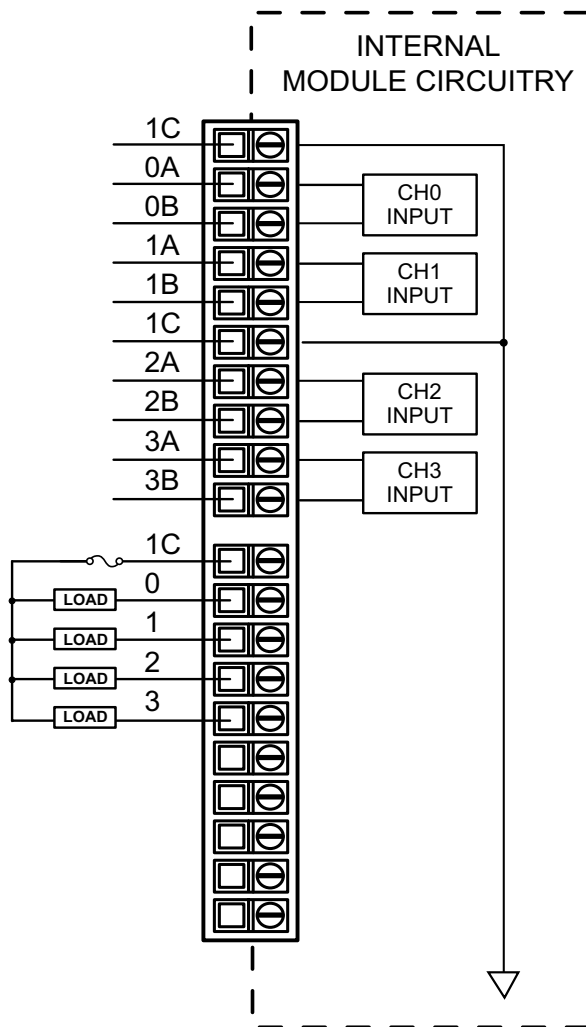 INTERNAL
MODULE CIRCUITRY
1C
0A
0B
1A
1B
1C
2A
2B
3A
3B
CH0
INPUT
CH1
INPUT
CH2
INPUT
CH3
INPUT
1C
0
LOAD
1
LOAD
2
LOAD
3
LOAD